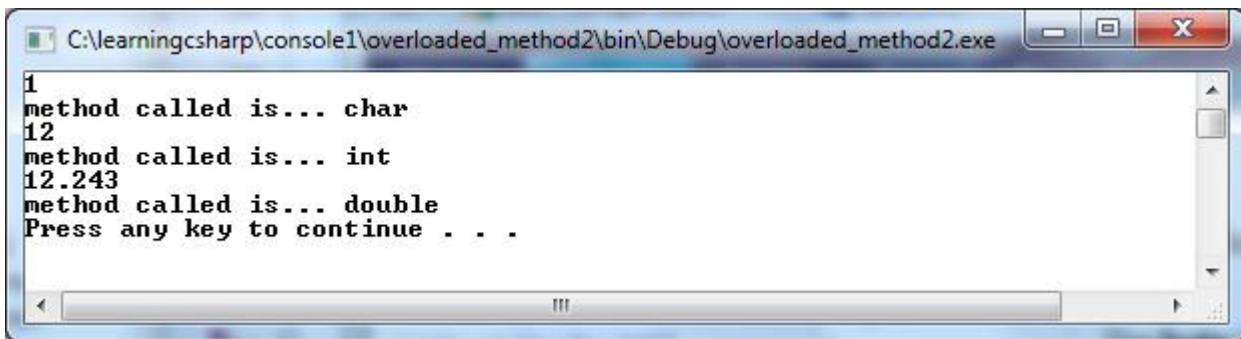 C:\learningcsharp\console1\overloaded_method2\bin\Debug\overloaded_method2.exe
1
method called is... char
12
method called is... int
12.243
method called is... double
Press any key to continue . . .